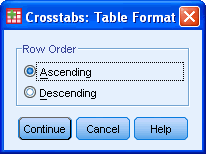 Crosstabs: Table Format
Row Order
Ascending
Descending
Continue Cancel Help